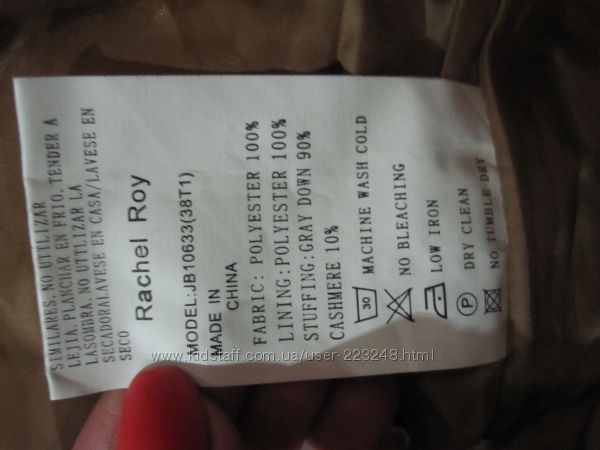 SIMILARES. NO UTILIZAR
LEJIA. PLANCHAR EN FRIO. TENDER A
LASOMBRA. NO UTILIZAR LA
SECADORALAVESE EN CASA/LAVESE EN
SECO
Rachel Roy
MODEL:JB10633(38T1)
MADE IN
CHINA
FABRIC: POLYESTER 100%
LINING:POLYESTER 100%
STUFFING:GRAY DOWN 90%
CASHMERE 10%
30 MACHINE WASH COLD
NO BLEACHING
LOW IRON
P DRY CLEAN
NO TUMBLE DRY
www.kidstaff.com.ua/user-223248.html